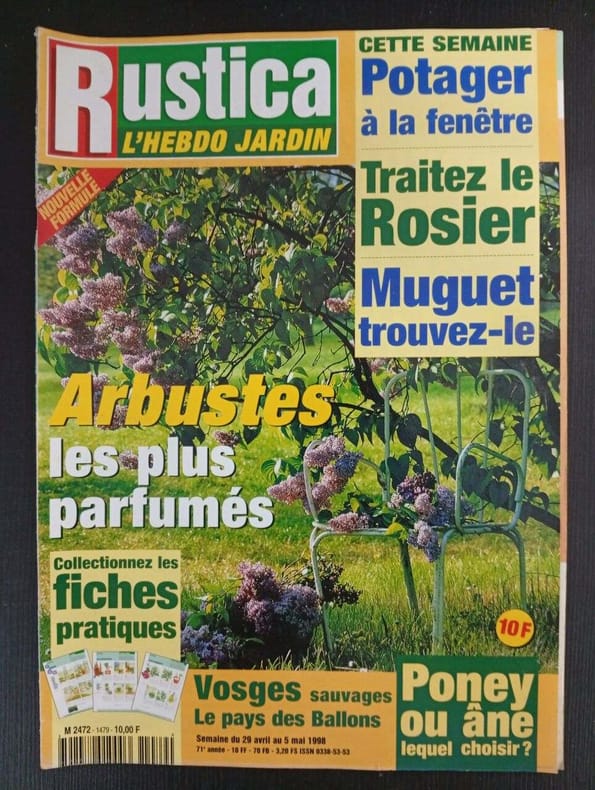 Rustica
L'HEBDO JARDIN
NOUVELLE
FORMULE
CETTE SEMAINE
Potager
à la fenêtre
Traitez le
Rosier
Muguet
trouvez-le
Arbustes
les plus
parfumés
Collectionnez les
fiches
pratiques
10F
M 2472 - 1479 - 10,00 F
Vosges sauvages
Le pays des Ballons
Semaine du 29 avril au 5 mai 1998
71e année - 10 FF - 70 FB - 3,20 FS ISSN 0338-53-53
Poney
ou âne
lequel choisir ?